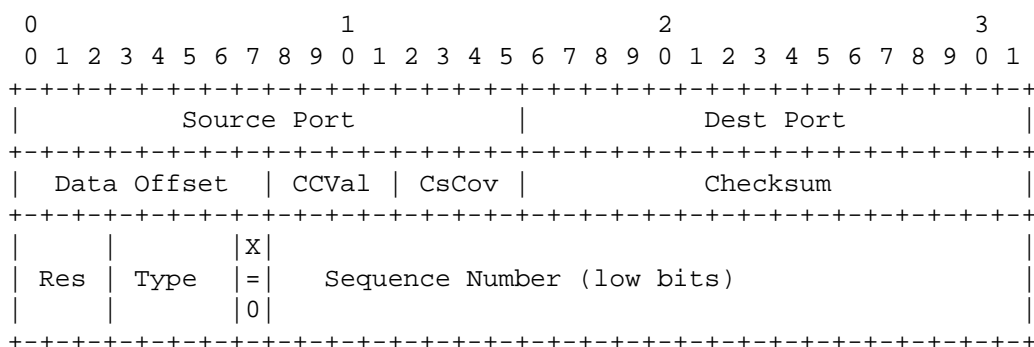 0                   1                   2                   3
 0 1 2 3 4 5 6 7 8 9 0 1 2 3 4 5 6 7 8 9 0 1 2 3 4 5 6 7 8 9 0 1
+-+-+-+-+-+-+-+-+-+-+-+-+-+-+-+-+-+-+-+-+-+-+-+-+-+-+-+-+-+-+-+-+
|          Source Port          |           Dest Port           |
+-+-+-+-+-+-+-+-+-+-+-+-+-+-+-+-+-+-+-+-+-+-+-+-+-+-+-+-+-+-+-+-+
|  Data Offset  | CCVal | CsCov |           Checksum            |
+-+-+-+-+-+-+-+-+-+-+-+-+-+-+-+-+-+-+-+-+-+-+-+-+-+-+-+-+-+-+-+-+
|     |       |X|                                               |
| Res | Type  |=|   Sequence Number (low bits)                  |
|     |       |0|                                               |
+-+-+-+-+-+-+-+-+-+-+-+-+-+-+-+-+-+-+-+-+-+-+-+-+-+-+-+-+-+-+-+-+